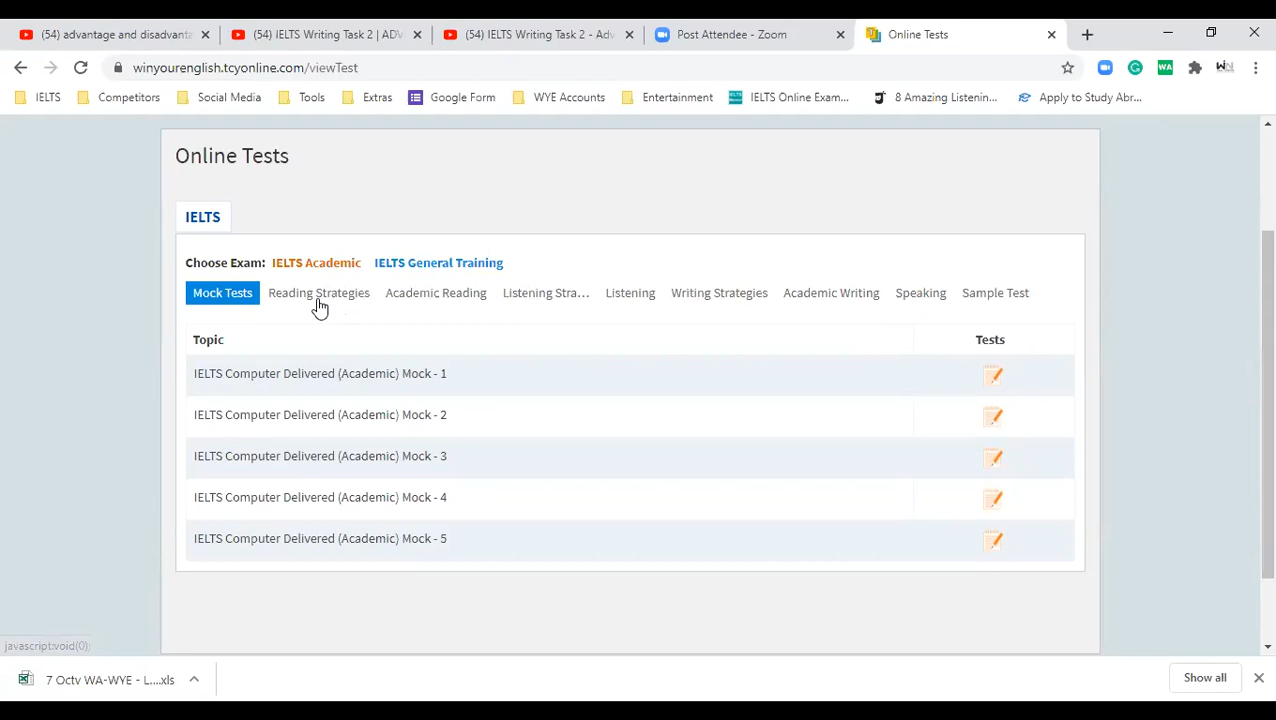 (54) advantage and disadvanta
(54) IELTS Writing Task 2 | ADV
(54) IELTS Writing Task 2 - Adv
Post Attendee - Zoom
Online Tests
winyourenglish.tcyonline.com/viewTest
IELTS
Competitors
Social Media
Tools
Extras
Google Form
WYE Accounts
Entertainment
IELTS Online Exam...
8 Amazing Listenin...
Apply to Study Abr...
Online Tests
IELTS
Choose Exam: IELTS Academic IELTS General Training
Mock Tests Reading Strategies Academic Reading Listening Stra... Listening Writing Strategies Academic Writing Speaking Sample Test
Topic Tests
IELTS Computer Delivered (Academic) Mock - 1
IELTS Computer Delivered (Academic) Mock - 2
IELTS Computer Delivered (Academic) Mock - 3
IELTS Computer Delivered (Academic) Mock - 4
IELTS Computer Delivered (Academic) Mock - 5
javascript:void(0);
7 Octv WA-WYE - L....xls
Show all